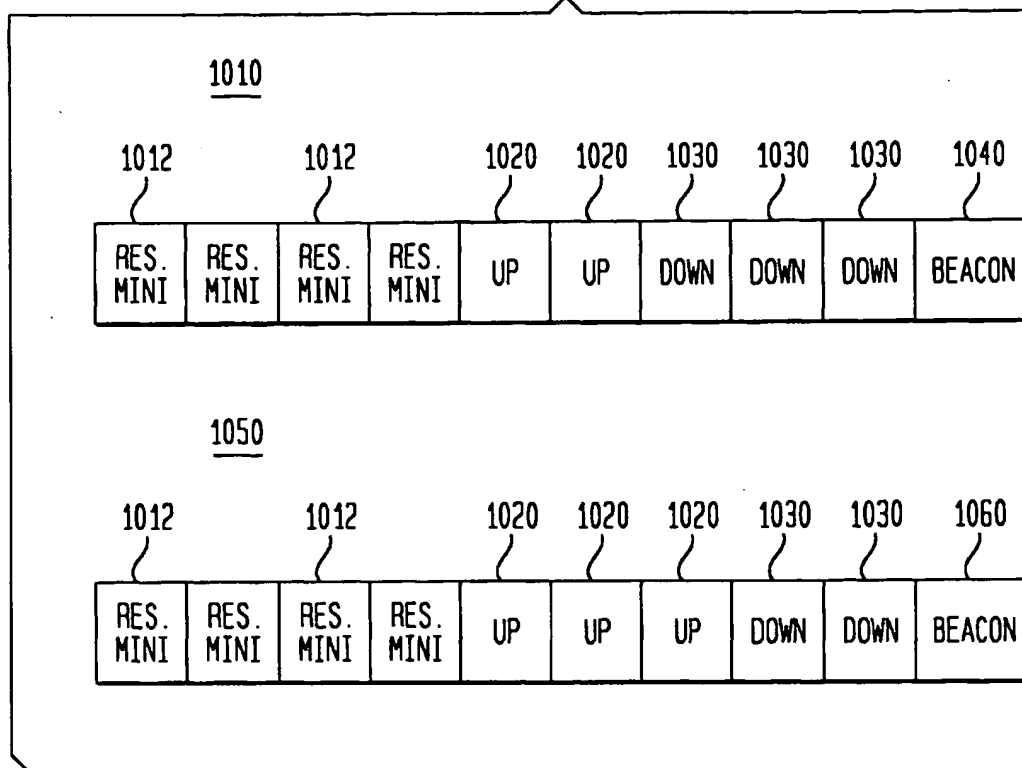 1010
1012 1012 1020 1020 1030 1030 1030 1040
RES. RES. RES. RES. UP UP DOWN DOWN DOWN BEACON
MINI MINI MINI MINI
1050
1012 1012 1020 1020 1020 1030 1030 1060
RES. RES. RES. RES. UP UP UP DOWN DOWN BEACON
MINI MINI MINI MINI